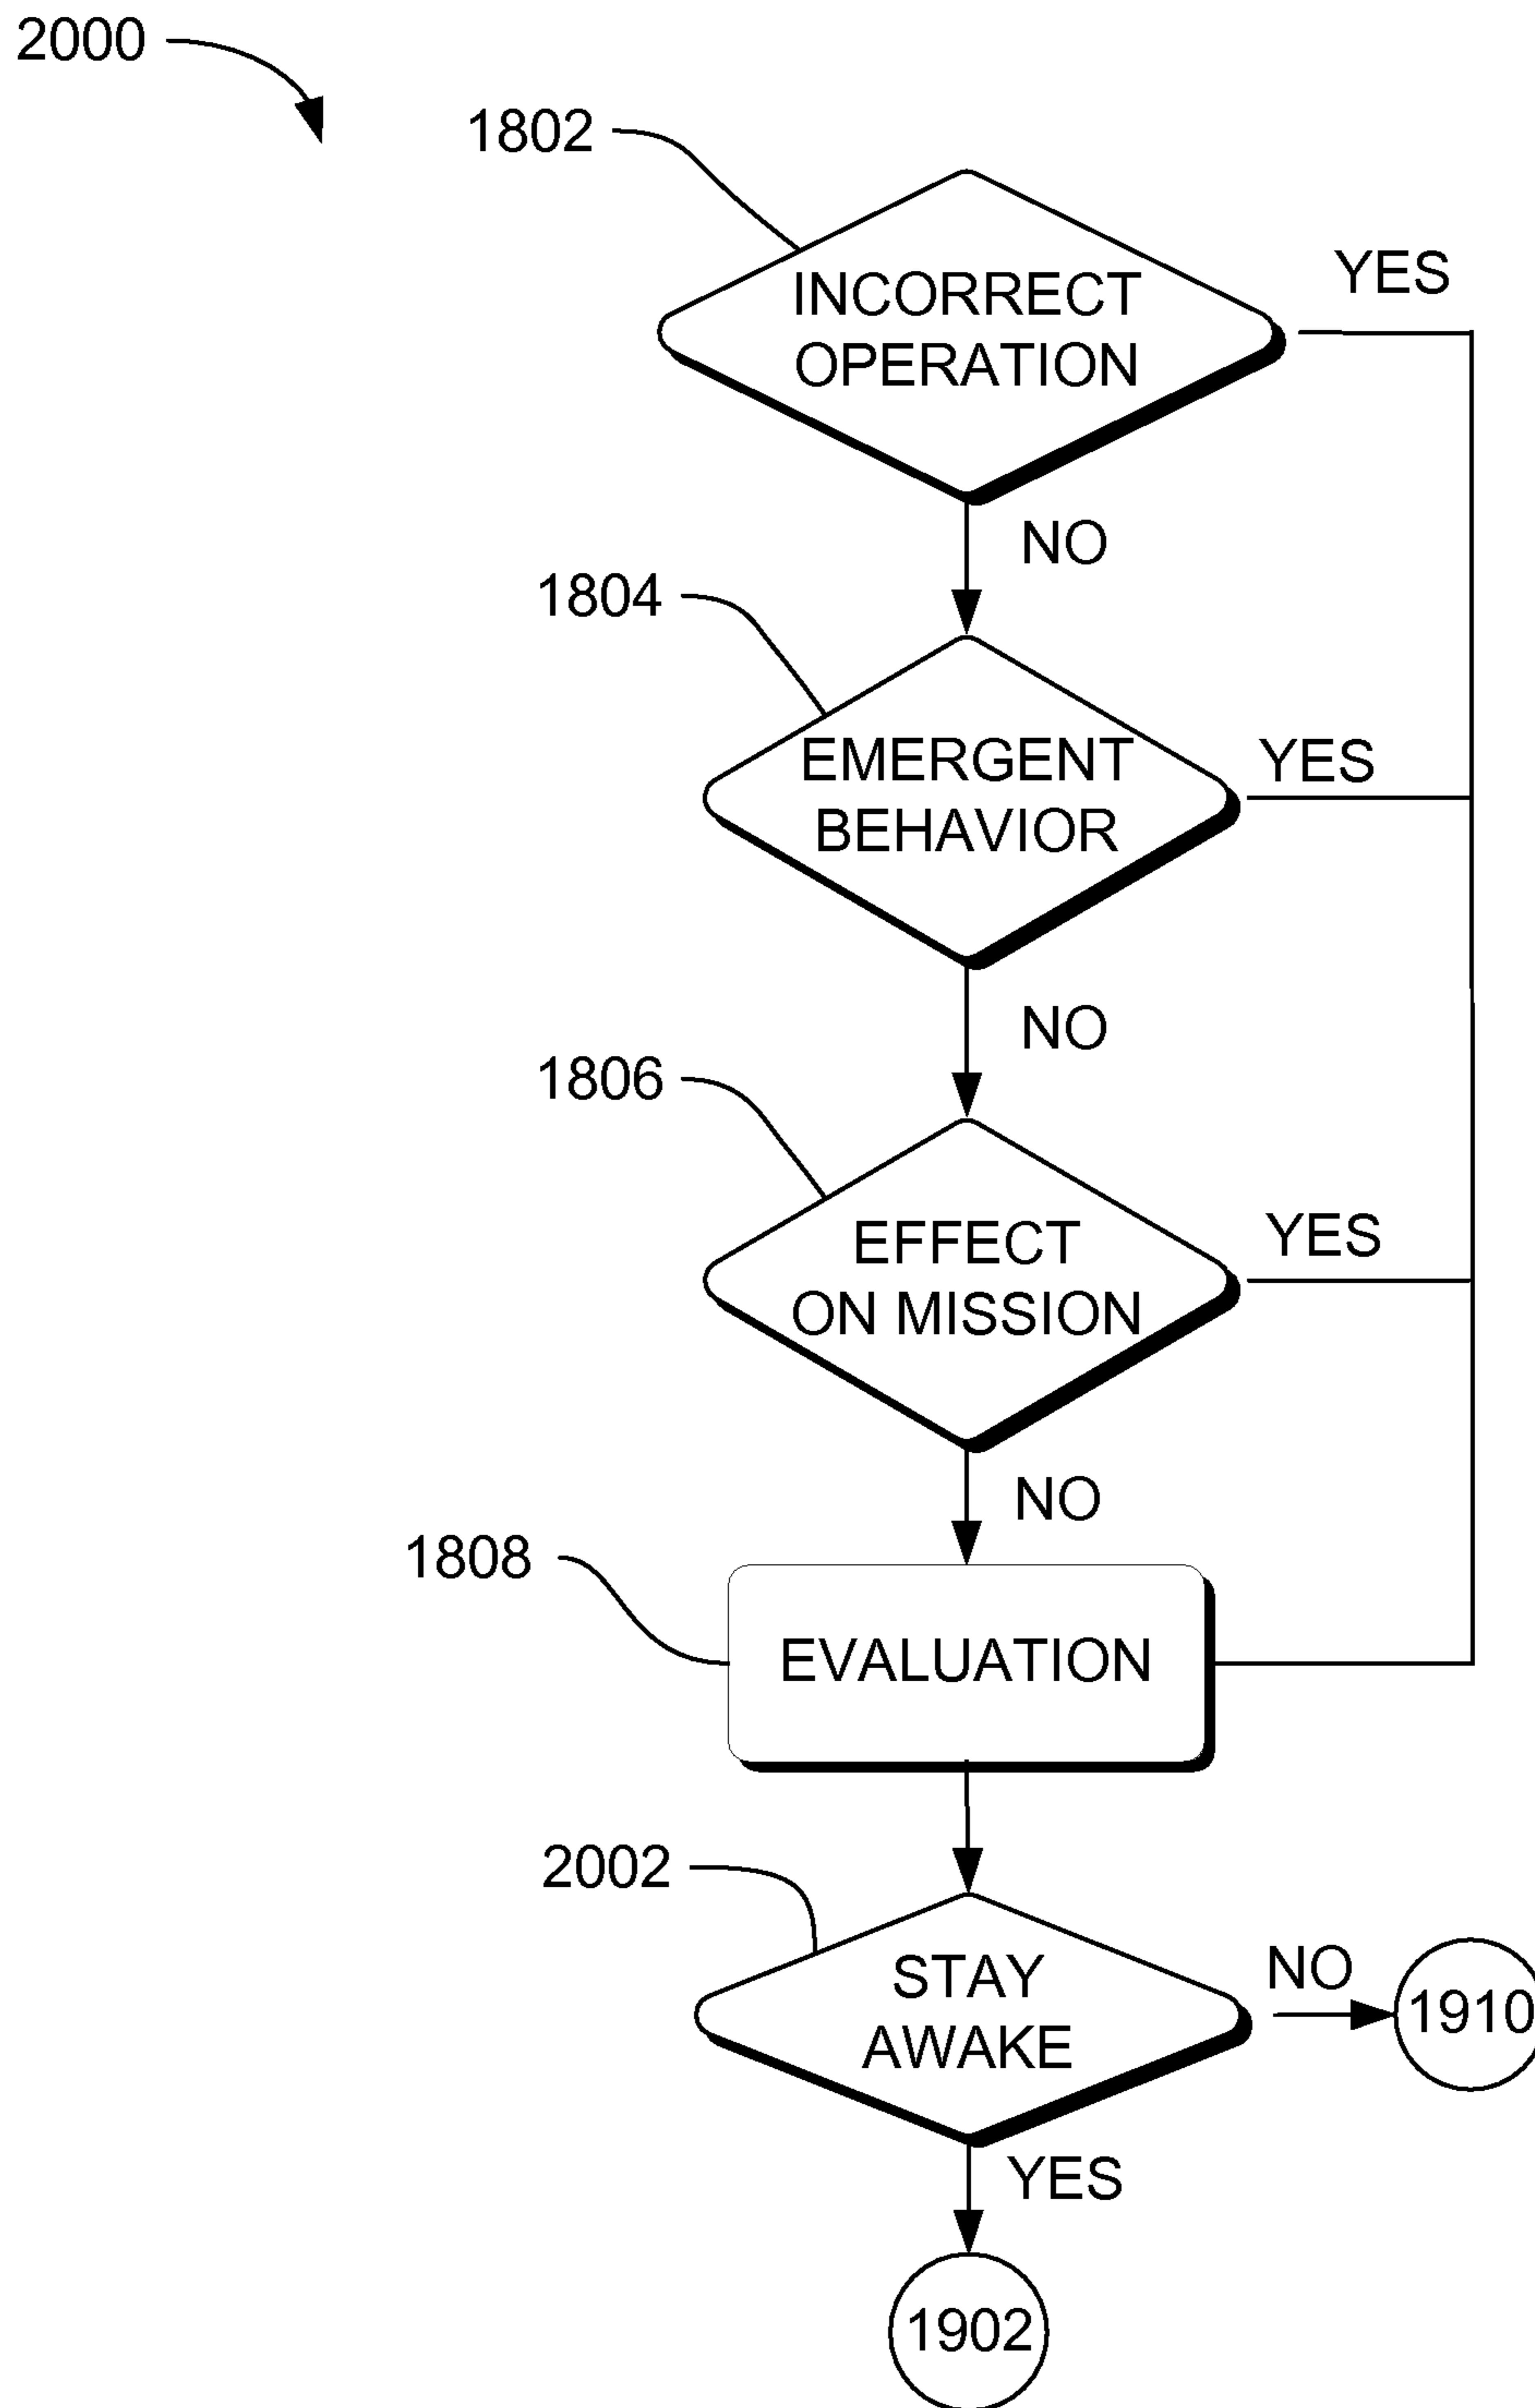 2000
1802
INCORRECT
OPERATION
YES
NO
1804
EMERGENT
BEHAVIOR
YES
NO
1806
EFFECT
ON MISSION
YES
NO
1808
EVALUATION
2002
STAY
AWAKE
NO
1910
YES
1902